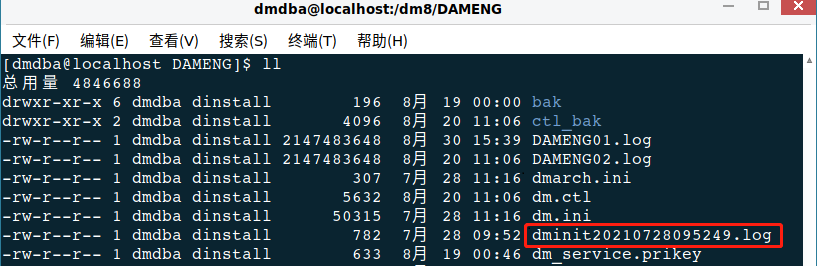 dmdba@localhost:/dm8/DAMENG
文件(F) 编辑(E) 查看(V) 搜索(S) 终端(T) 帮助(H)
[dmdba@localhost DAMENG]$ ll
总用量 4846688
drwxr-xr-x 6 dmdba dinstall 196 8月 19 00:00 bak
drwxr-xr-x 2 dmdba dinstall 4096 8月 20 11:06 ctl_bak
-rw-r--r-- 1 dmdba dinstall 2147483648 8月 30 15:39 DAMENG01.log
-rw-r--r-- 1 dmdba dinstall 2147483648 8月 20 11:06 DAMENG02.log
-rw-r--r-- 1 dmdba dinstall 307 7月 28 11:16 dmarch.ini
-rw-r--r-- 1 dmdba dinstall 5632 8月 20 11:06 dm.ctl
-rw-r--r-- 1 dmdba dinstall 50315 7月 28 11:16 dm.ini
-rw-r--r-- 1 dmdba dinstall 782 7月 28 09:52 dminit20210728095249.log
-rw-r--r-- 1 dmdba dinstall 633 8月 19 00:46 dm_service.prikey